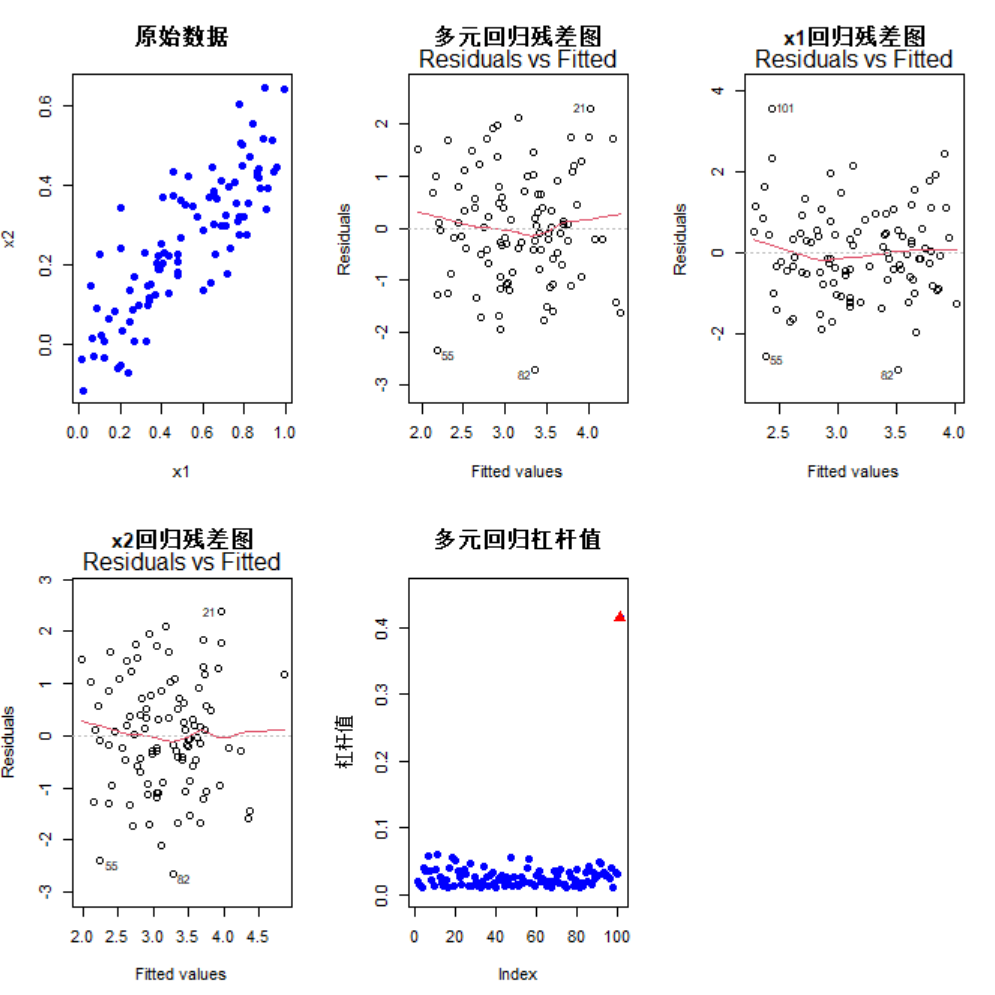 原始数据
x2
0.0 0.2 0.4 0.6
0.0 0.2 0.4 0.6 0.8 1.0
x1
多元回归残差图
Residuals vs Fitted
Residuals
-3 -2 -1 0 1 2
21
55
82
2.0 2.5 3.0 3.5 4.0
Fitted values
x1回归残差图
Residuals vs Fitted
Residuals
-2 0 2 4
101
55
82
2.5 3.0 3.5 4.0
Fitted values
x2回归残差图
Residuals vs Fitted
Residuals
-3 -2 -1 0 1 2 3
21
55
82
2.0 2.5 3.0 3.5 4.0 4.5
Fitted values
多元回归杠杆值
杠杆值
0.0 0.1 0.2 0.3 0.4
0 20 40 60 80 100
Index